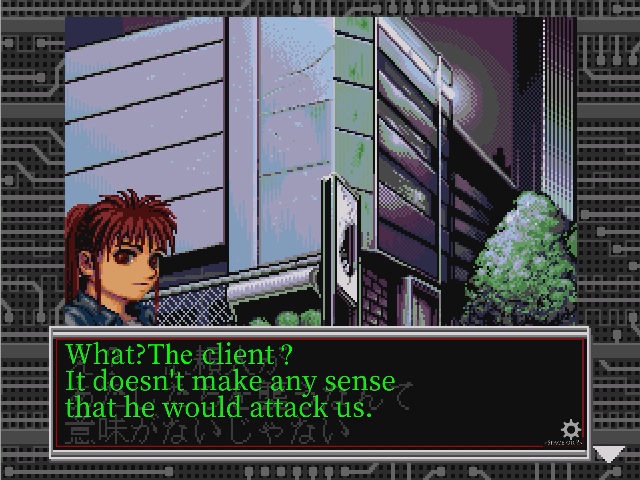 What?The client?
It doesn't make any sense
that he would attack us.
意味がないじゃない